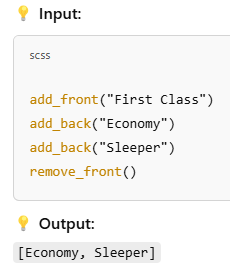 💡 Input:
scss
add_front("First Class")
add_back("Economy")
add_back("Sleeper")
remove_front()
💡 Output:
[Economy, Sleeper]